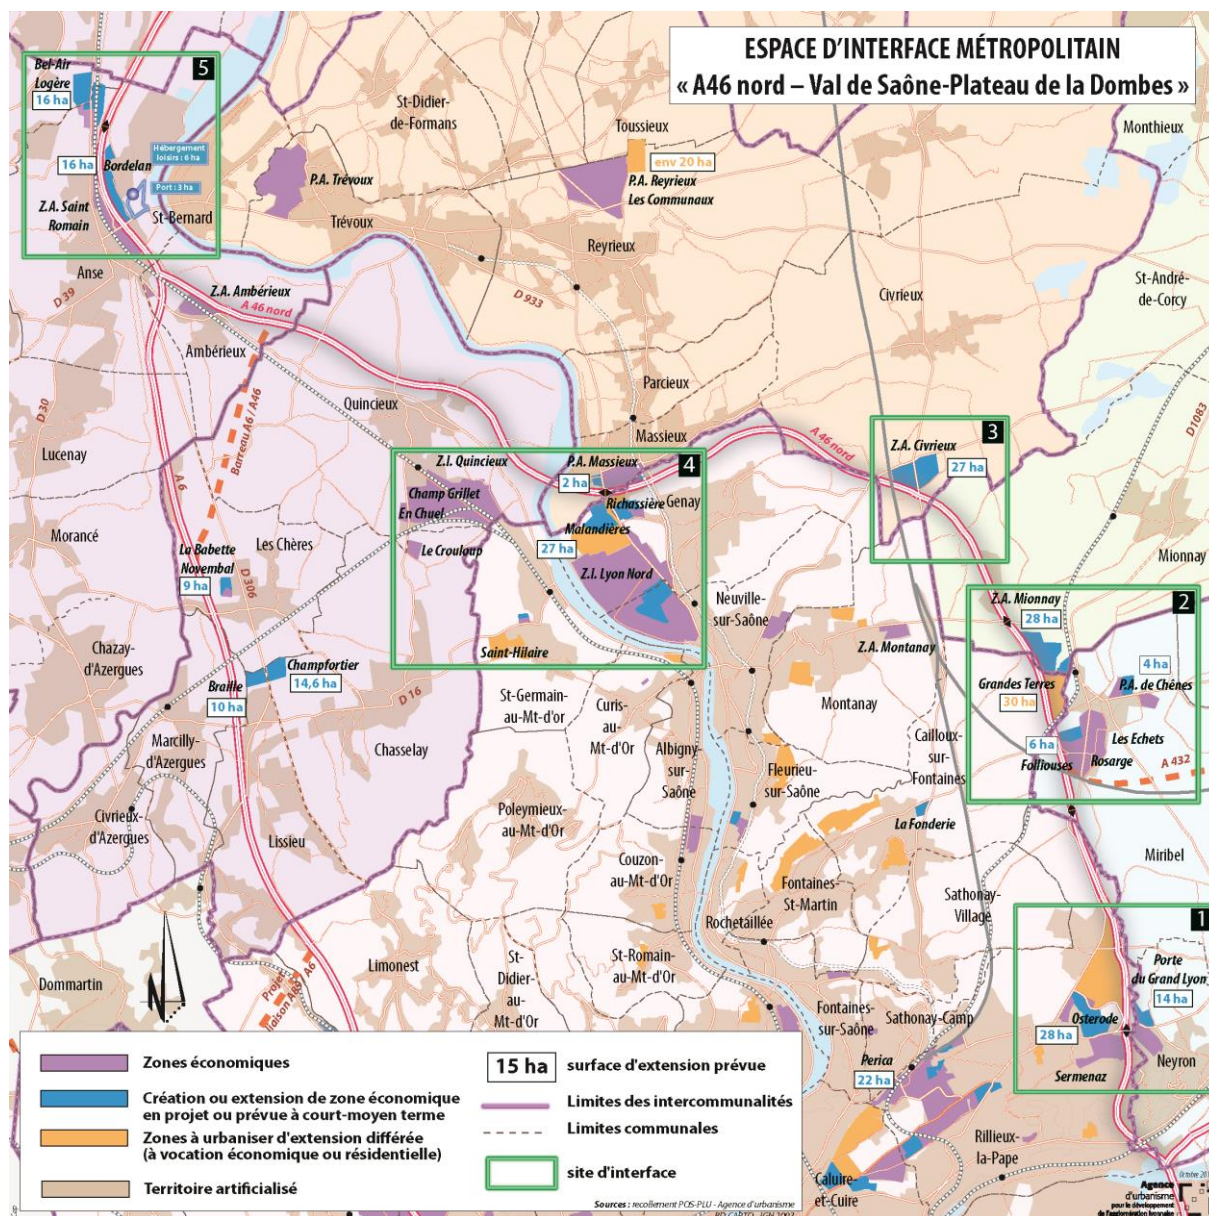 ESPACE D'INTERFACE MÉTROPOLITAIN
« A46 nord – Val de Saône-Plateau de la Dombes »
5
Bel-Air
Logère
16 ha
16 ha
Bordelan
Hébergement
loisirs : 6 ha
Port : 3 ha
Z.A. Saint
Romain
St-Bernard
Anse
D 39
St-Didier-
de-Formans
P.A. Trévoux
Trévoux
Toussieux
env 20 ha
P.A. Reyrieux
Les Communaux
Reyrieux
D 933
Monthieux
St-André-
de-Corcy
Civrieux
D1083
Z.A. Ambérieux
A 46 nord
Ambérieux
Quincieux
Parcieux
Massieux
A 46 nord
D 30
Lucenay
Barreau A6 / A46
A 6
Morancé
Les Chères
La Babette
Novembal
9 ha
D 306
Z.I. Quincieux
4
P.A. Massieux
2 ha
Champ Grillet
En Chuel
Richassière
Genay
Malandières
27 ha
Le Crouloup
Z.I. Lyon Nord
Saint-Hilaire
3
Z.A. Civrieux
27 ha
Mionnay
Neuville-
sur-Saône
Z.A. Montanay
Montanay
2
Z.A. Mionnay
28 ha
4 ha
P.A. de Chênes
Grandes Terres
30 ha
6 ha
Les Echets
Folliouses
Rosarge
A 432
Chazay-
d'Azergues
Champfortier
14,6 ha
Braille
10 ha
D 16
Marcilly-
d'Azergues
Chasselay
St-Germain-
au-Mt-d'or
Curis-
au-
Mt-d'Or
Albigny-
sur-
Saône
Fleurieu-
sur-Saône
Cailloux-
sur-
Fontaines
La Fonderie
Civrieux-
d'Azergues
Lissieu
Poleymieux-
au-Mt-d'Or
Couzon-
au-Mt-d'Or
Fontaines-
St-Martin
Rochetaillée
Sathonay-
Village
Miribel
1
Porte
du Grand Lyon
14 ha
Osterode
28 ha
Sermenaz
Neyron
N
Dommartin
Limonest
St-
Didier-
au-
Mt-d'Or
St-Romain-
au-Mt-d'Or
Fontaines-
sur-Saône
Sathonay-Camp
Perica
22 ha
Rillieux-
la-Pape
Caluire-
et-Cuire
Zones économiques
Création ou extension de zone économique
en projet ou prévue à court-moyen terme
Zones à urbaniser d'extension différée
(à vocation économique ou résidentielle)
Territoire artificialisé
15 ha
surface d'extension prévue
Limites des intercommunalités
Limites communales
site d'interface
Sources : recollement POS-PLU - Agence d'urbanisme
Agence
d'urbanisme
pour le développement
de l'agglomération lyonnaise